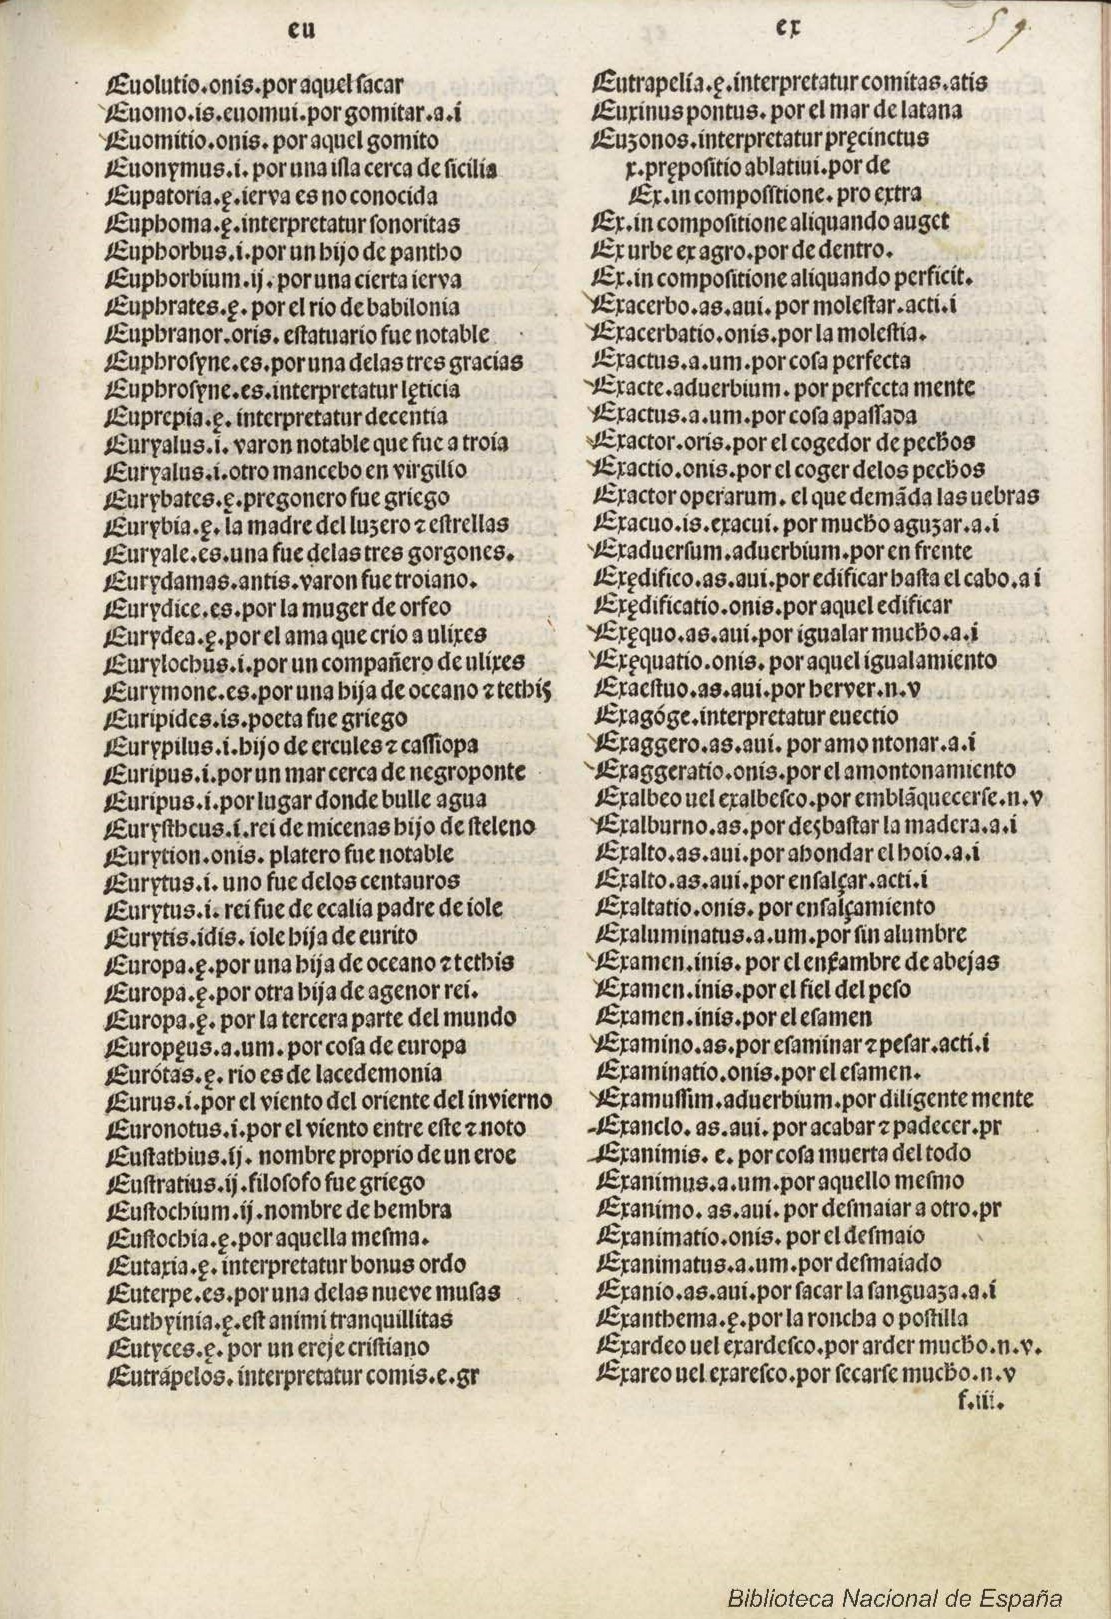 eu
Euolutio.onis.por aquel sacar
Euomo.is.euomui.por gomitar.a.i
Euomitio.onis.por aquel gomito
Euonymus.i.por una isla cerca de sicilia
Eupatoria.ę.ierva es no conocida
Euphoma.ę.interpretatur sonoritas
Euphorbus.i.por un hijo de pantho
Euphorbium.ij.por una cierta ierva
Euphrates.ę.por el rio de babilonia
Euphranor.oris.estatuario fue notable
Euphrosyne.es.por una delas tres gracias
Euphrosyne.es.interpretatur lęticia
Euprepia.ę.interpretatur decentia
Euryalus.i.varon notable que fue a troia
Euryalus.i.otro mancebo en virgilio
Eurybates.ę.pregonero fue griego
Eurybia.ę.la madre del luzero ⁊ estrellas
Euryale.es.una fue delas tres gorgones.
Eurydamas.antis.varon fue troiano.
Eurydice.es.por la muger de orfeo
Eurydea.ę.por el ama que crio a ulixes
Eurylochus.i.por un compañero de ulixes
Eurymone.es.por una hija de oceano ⁊ tethis
Euripides.is.poeta fue griego
Eurypilus.i.hijo de ercules ⁊ cassiopa
Euripus.i.por un mar cerca de negroponte
Euripus.i.por lugar donde bulle agua
Eurystheus.i.rei de micenas hijo de steleno
Eurytion.onis.platero fue notable
Eurytus.i.uno fue delos centauros
Eurytus.i.rei fue de ecalia padre de iole
Eurytis.idis.iole hija de eurito
Europa.ę.por una hija de oceano ⁊ tethis
Europa.ę.por otra hija de agenor rei.
Europa.ę.por la tercera parte del mundo
Europęus.a.um.por cosa de europa
Eurótas.ę.rio es de lacedemonia
Eurus.i.por el viento del oriente del invierno
Euronotus.i.por el viento entre este ⁊ noto
Eustathius.ij.nombre proprio de un eroe
Eustratius.ij.filosofo fue griego
Eustochium.ij.nombre de hembra
Eustochia.ę.por aquella mesma.
Eutaxia.ę.interpretatur bonus ordo
Euterpe.es.por una delas nueve musas
Euthyinia.ę.est animi tranquillitas
Eutyces.ę.por un ereje cristiano
Eutrápelos.interpretatur comis.e.gr
ex
59
Eutrapelia.ę.interpretatur comitas.atis
Euxinus pontus.por el mar de latana
Euzonos.interpretatur pręcinctus
x.prępositio ablativi.por de
Ex.in compositione.pro extra
Ex.in compositione aliquando auget
Ex urbe ex agro.por de dentro.
Ex.in compositione aliquando perficit.
Exacerbo.as.aui.por molestar.acti.i
Exacerbatio.onis.por la molestia.
Exactus.a.um.por cosa perfecta
Exacte.aduerbium.por perfecta mente
Exactus.a.um.por cosa apassada
Exactor.oris.por el cogedor de pechos
Exactio.onis.por el coger delos pechos
Exactor operarum.el que demãda las uebras
Exacuo.is.exacui.por mucho aguzar.a.i
Exaduersum.aduerbium.por en frente
Exędifico.as.aui.por edificar hasta el cabo.a i
Exędificatio.onis.por aquel edificar
Exęquo.as.aui.por igualar mucho.a.i
Exęquatio.onis.por aquel igualamiento
Exaestuo.as.aui.por herver.n.v
Exagóge.interpretatur euectio
Exaggero.as.aui.por amontonar.a.i
Exaggeratio.onis.por el amontonamiento
Exalbeo uel exalbesco.por emblãquecerse.n.v
Exalburno.as.por desbastar la madera.a.i
Exalto.as.aui.por ahondar el hoio.a.i
Exalto.as.aui.por ensalçar.acti.i
Exaltatio.onis.por ensalçamiento
Exaluminatus.a.um.por sin alumbre
Examen.inis.por el enxambre de abejas
Examen.inis.por el fiel del peso
Examen.inis.por el esamen
Examino.as.por esaminar ⁊ pesar.acti.i
Examinatio.onis.por el esamen.
Examussim.aduerbium.por diligente mente
Exanclo.as.aui.por acabar ⁊ padecer.pr
Exanimis.e.por cosa muerta del todo
Exanimus.a.um.por aquello mesmo
Exanimo.as.aui.por desmaiar a otro.pr
Exanimatio.onis.por el desmaio
Exanimatus.a.um.por desmaiado
Exanio.as.aui.por sacar la sanguaza.a.i
Exanthema.ę.por la roncha o postilla
Exardeo uel exardesco.por arder mucho.n.v.
Exareo uel exaresco.por secarse mucho.n.v
f.iii.
Biblioteca Nacional de España